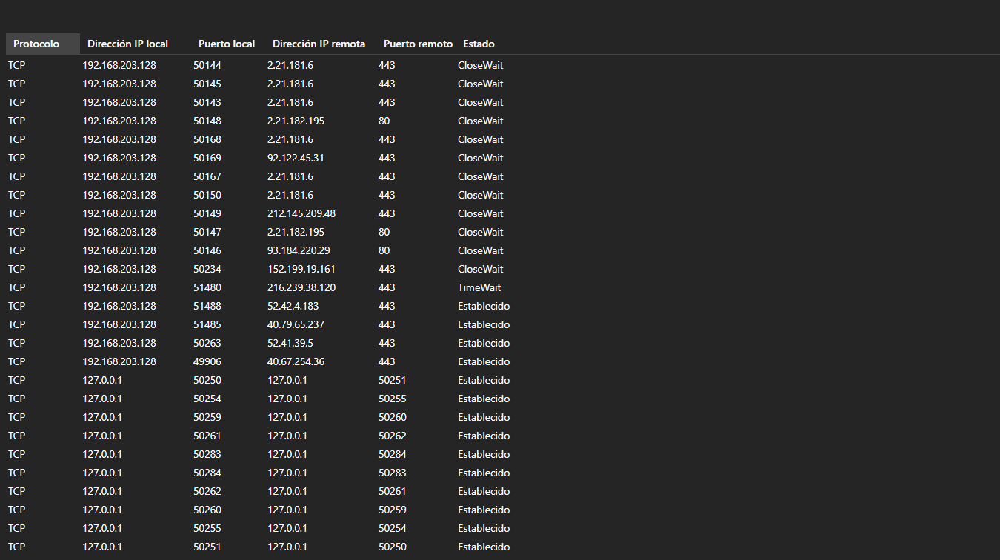 Protocolo Dirección IP local Puerto local Dirección IP remota Puerto remoto Estado
TCP 192.168.203.128 50144 2.21.181.6 443 CloseWait
TCP 192.168.203.128 50145 2.21.181.6 443 CloseWait
TCP 192.168.203.128 50143 2.21.181.6 443 CloseWait
TCP 192.168.203.128 50148 2.21.182.195 80 CloseWait
TCP 192.168.203.128 50168 2.21.181.6 443 CloseWait
TCP 192.168.203.128 50169 92.122.45.31 443 CloseWait
TCP 192.168.203.128 50167 2.21.181.6 443 CloseWait
TCP 192.168.203.128 50150 2.21.181.6 443 CloseWait
TCP 192.168.203.128 50149 212.145.209.48 443 CloseWait
TCP 192.168.203.128 50147 2.21.182.195 80 CloseWait
TCP 192.168.203.128 50146 93.184.220.29 80 CloseWait
TCP 192.168.203.128 50234 152.199.19.161 443 CloseWait
TCP 192.168.203.128 51480 216.239.38.120 443 TimeWait
TCP 192.168.203.128 51488 52.42.4.183 443 Establecido
TCP 192.168.203.128 51485 40.79.65.237 443 Establecido
TCP 192.168.203.128 50263 52.41.39.5 443 Establecido
TCP 192.168.203.128 49906 40.67.254.36 443 Establecido
TCP 127.0.0.1 50250 127.0.0.1 50251 Establecido
TCP 127.0.0.1 50254 127.0.0.1 50255 Establecido
TCP 127.0.0.1 50259 127.0.0.1 50260 Establecido
TCP 127.0.0.1 50261 127.0.0.1 50262 Establecido
TCP 127.0.0.1 50283 127.0.0.1 50284 Establecido
TCP 127.0.0.1 50284 127.0.0.1 50283 Establecido
TCP 127.0.0.1 50262 127.0.0.1 50261 Establecido
TCP 127.0.0.1 50260 127.0.0.1 50259 Establecido
TCP 127.0.0.1 50255 127.0.0.1 50254 Establecido
TCP 127.0.0.1 50251 127.0.0.1 50250 Establecido